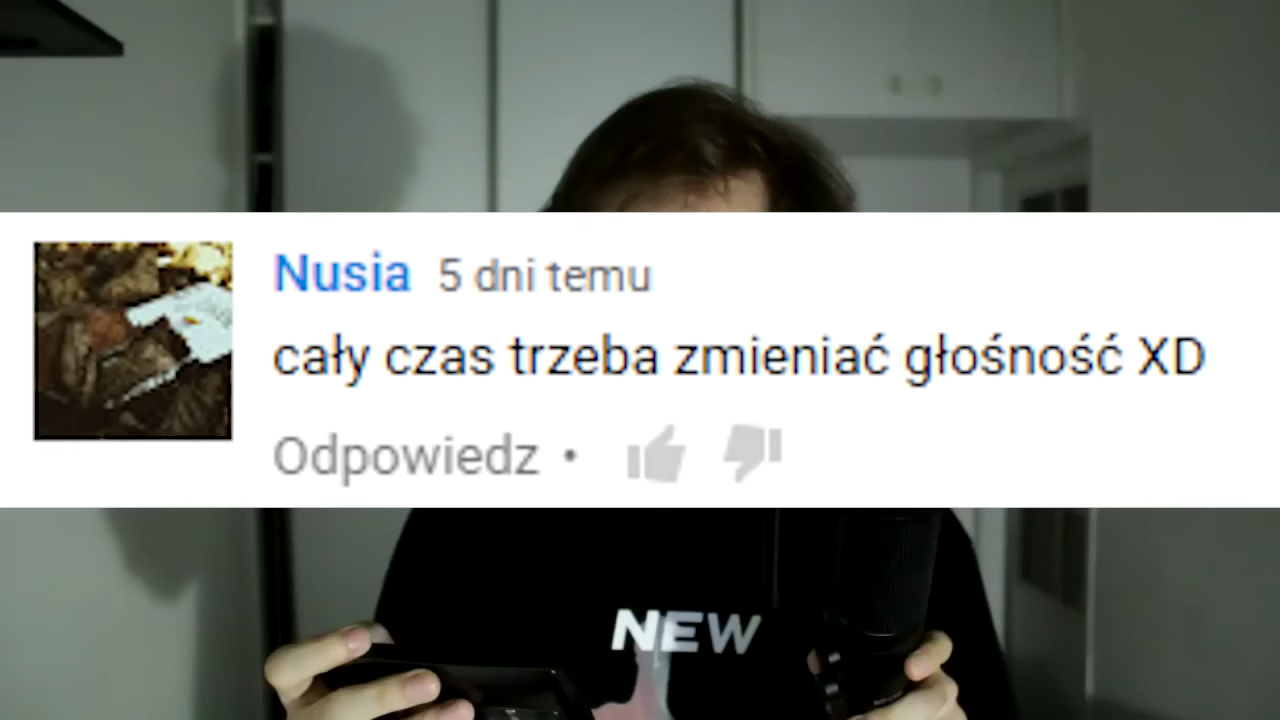 Nusia 5 dni temu
cały czas trzeba zmieniać głośność XD
Odpowiedz •
NEW